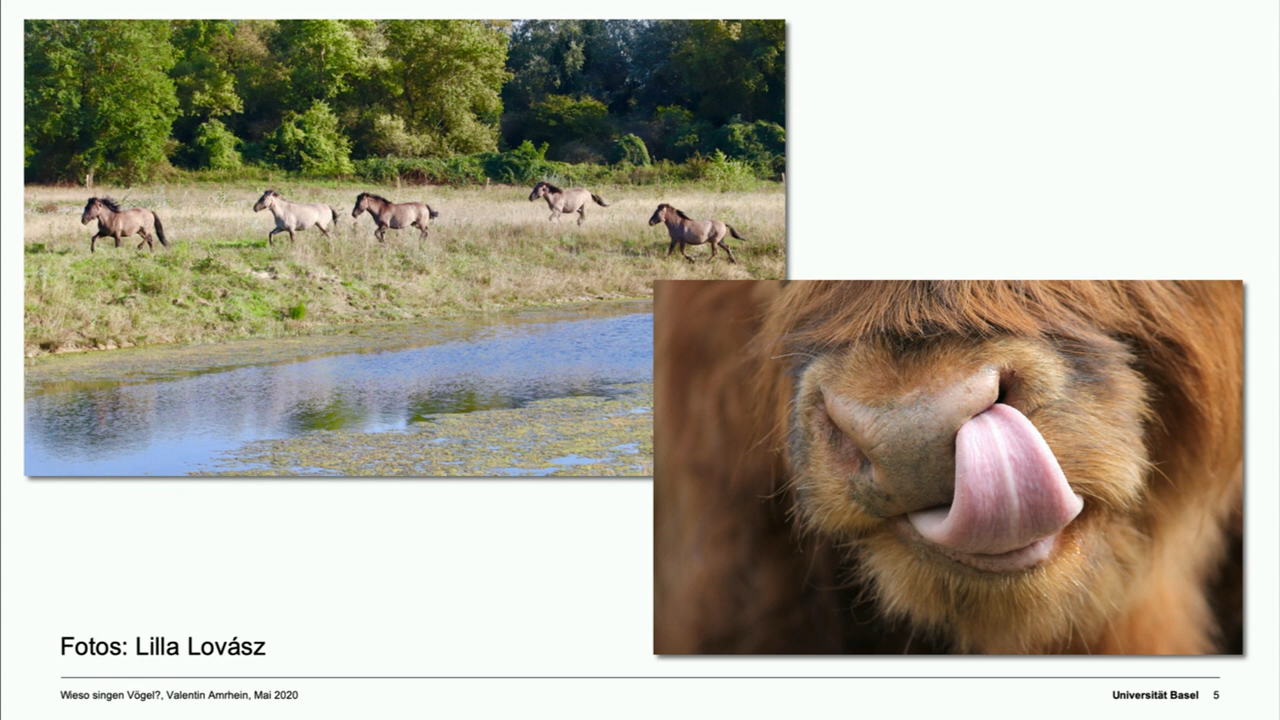 Fotos: Lilla Lovász
Wieso singen Vögel?, Valentin Amrhein, Mai 2020
Universität Basel 5